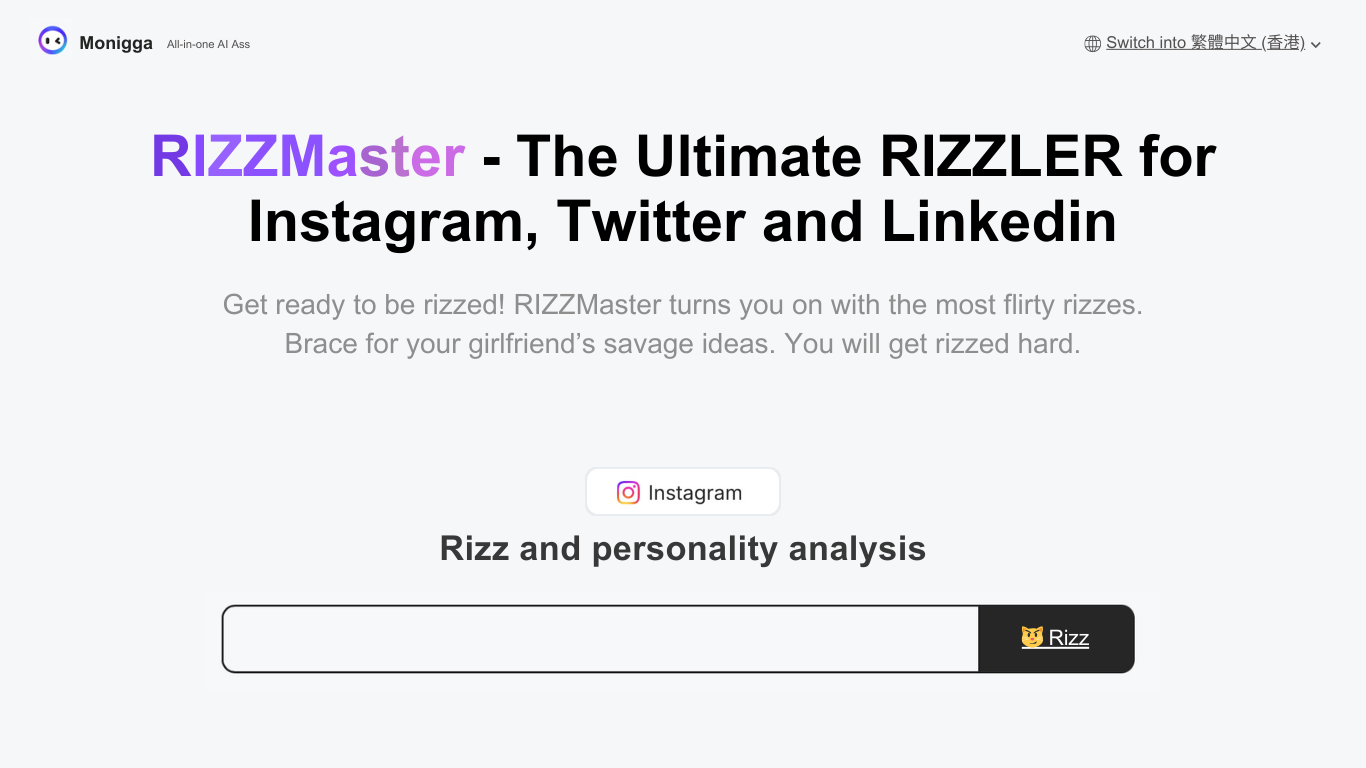 Monigga All-in-one AI Ass
Switch into 繁體中文 (香港)
RIZZMaster - The Ultimate RIZZLER for
Instagram, Twitter and Linkedin
Get ready to be rizzed! RIZZMaster turns you on with the most flirty rizzes.
Brace for your girlfriend’s savage ideas. You will get rizzed hard.
Instagram
Rizz and personality analysis
😼 Rizz